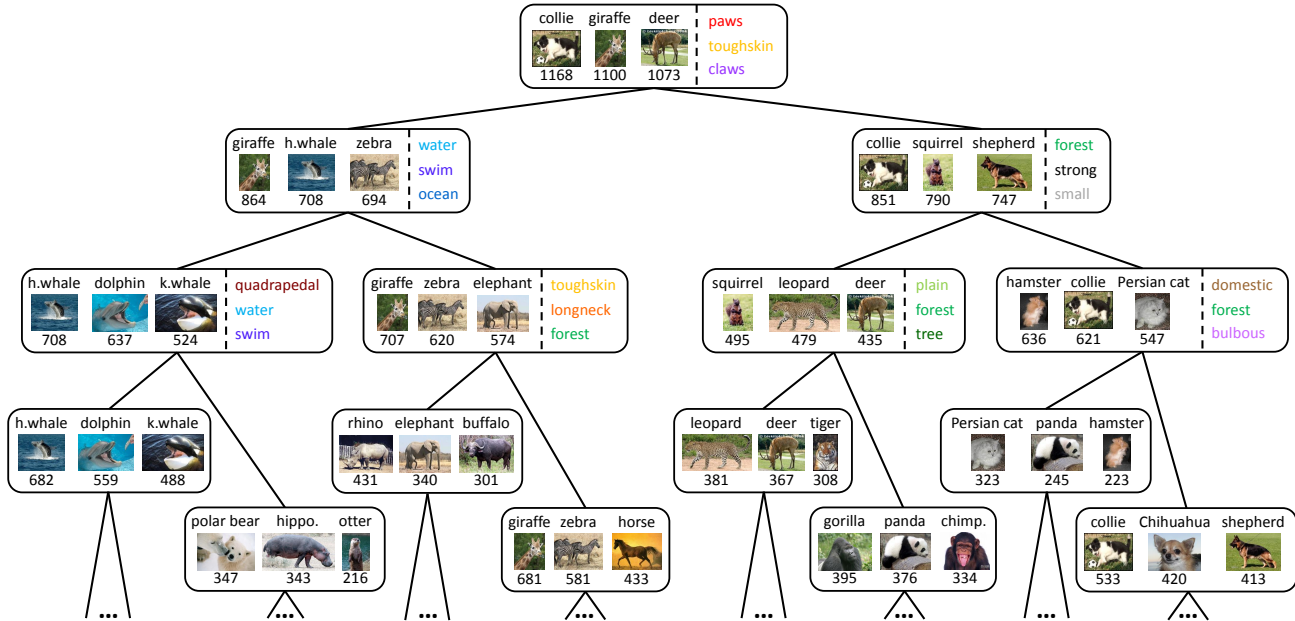 collie giraffe deer
1168 1100 1073
paws
toughskin
claws
giraffe h.whale zebra
864 708 694
water
swim
ocean
collie squirrel shepherd
851 790 747
forest
strong
small
h.whale dolphin k.whale
708 637 524
quadrapedal
water
swim
giraffe zebra elephant
707 620 574
toughskin
longneck
forest
squirrel leopard deer
495 479 435
plain
forest
tree
hamster collie Persian cat
636 621 547
domestic
forest
bulbous
h.whale dolphin k.whale
682 559 488
rhino elephant buffalo
431 340 301
leopard deer tiger
381 367 308
Persian cat panda hamster
323 245 223
polar bear hippo. otter
347 343 216
giraffe zebra horse
681 581 433
gorilla panda chimp.
395 376 334
collie Chihuahua shepherd
533 420 413
... ... ... ... ... ... ... ...